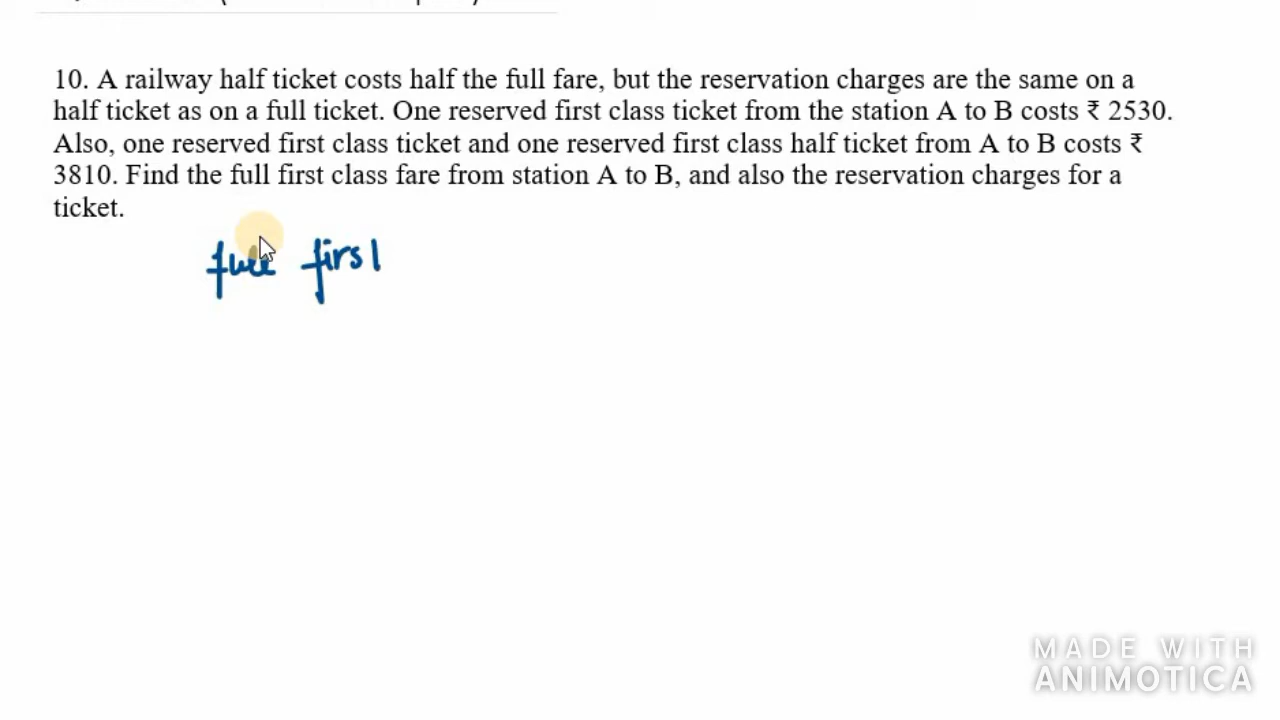 10. A railway half ticket costs half the full fare, but the reservation charges are the same on a
half ticket as on a full ticket. One reserved first class ticket from the station A to B costs ₹ 2530.
Also, one reserved first class ticket and one reserved first class half ticket from A to B costs ₹
3810. Find the full first class fare from station A to B, and also the reservation charges for a
ticket.
full first
MADE WITH
ANIMOTICA